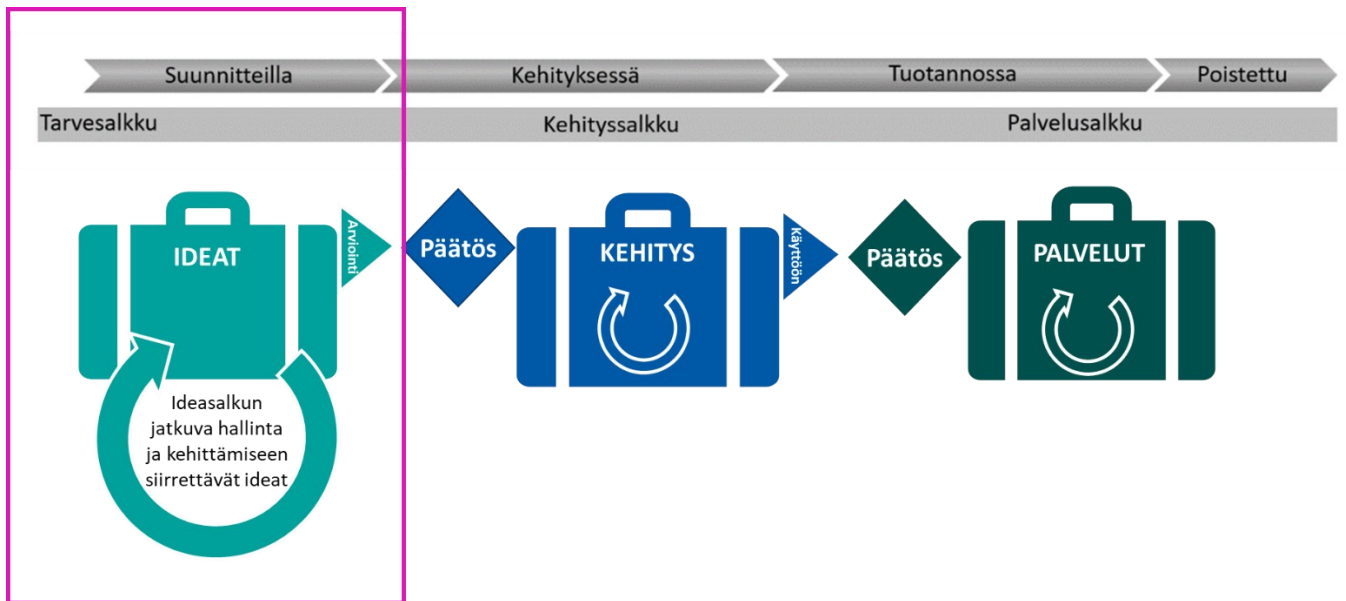 Suunnitteilla
Kehityksessä
Tuotannossa
Poistettu
Tarvesalkku
Kehityssalkku
Palvelusalkku
IDEAT
Arviointi
Päätös
KEHITYS
Käyttöön
Päätös
PALVELUT
Ideasalkun
jatkuva hallinta
ja kehittämiseen
siirrettävät ideat